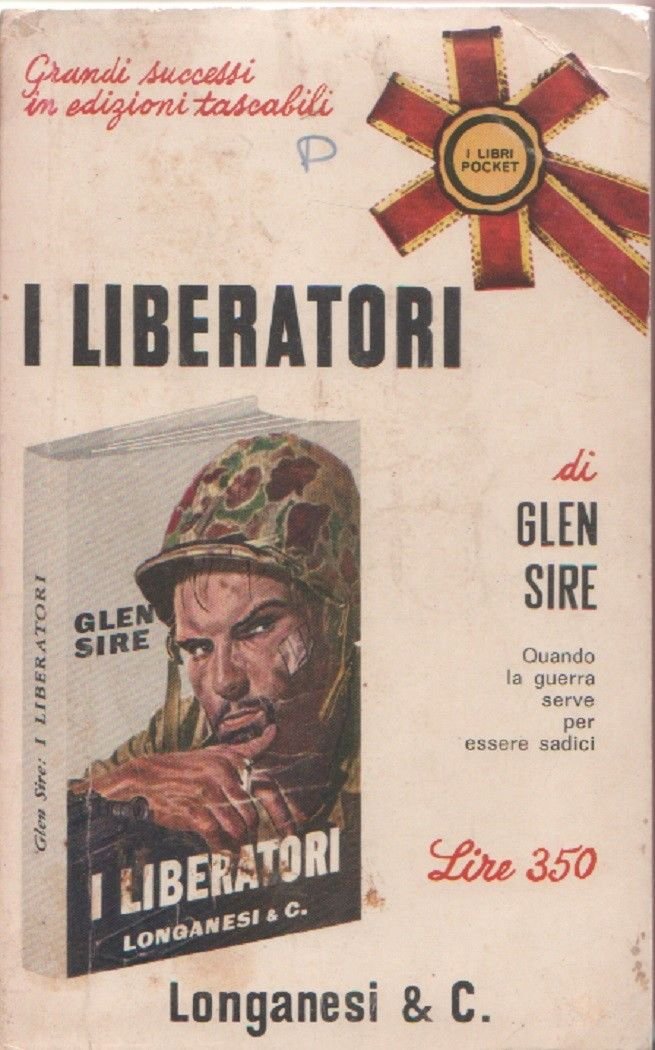 Grandi successi
in edizioni tascabili
P
I LIBRI
POCKET
I LIBERATORI
di
GLEN
SIRE
Quando
la guerra
serve
per
essere sadici
Lire 350
Glen Sire: I LIBERATORI
GLEN
SIRE
I LIBERATORI
LONGANESI & C.
Longanesi & C.